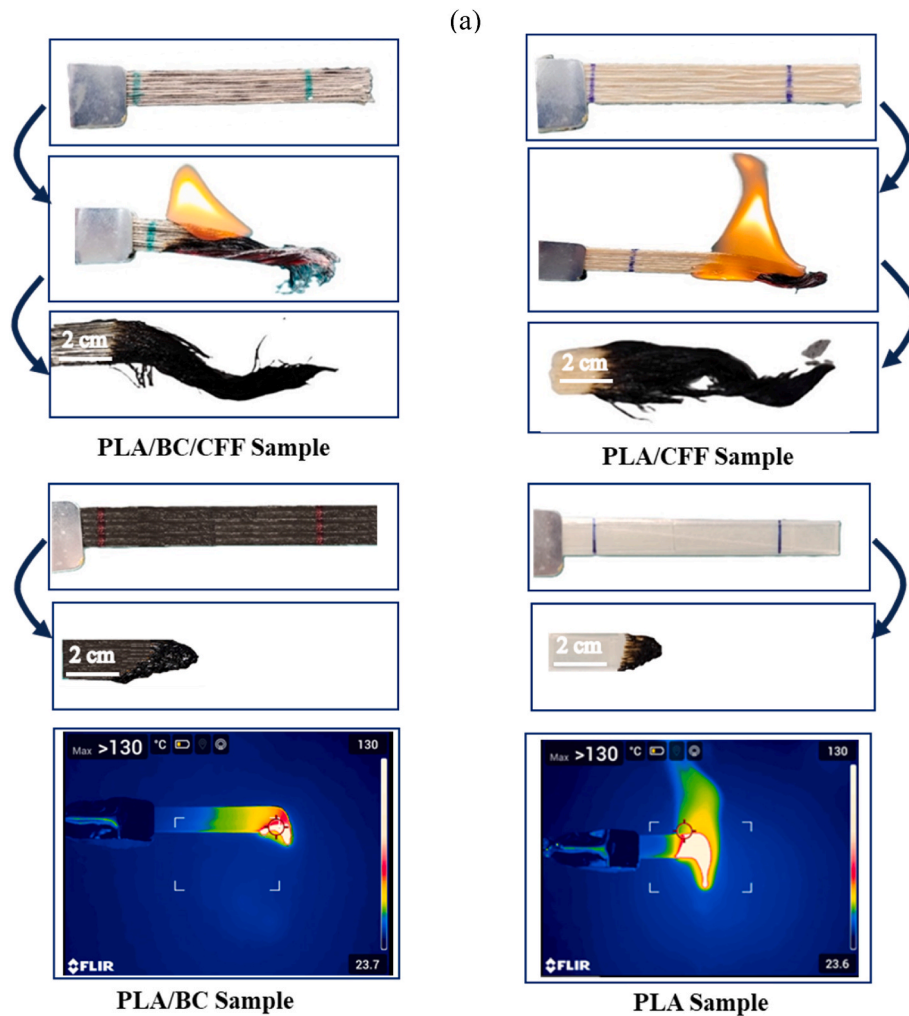 (a)
2 cm
2 cm
PLA/BC/CFF Sample
PLA/CFF Sample
2 cm
2 cm
Max >130 °C
130
Max >130 °C
130
FLIR
23.7
FLIR
23.6
PLA/BC Sample
PLA Sample